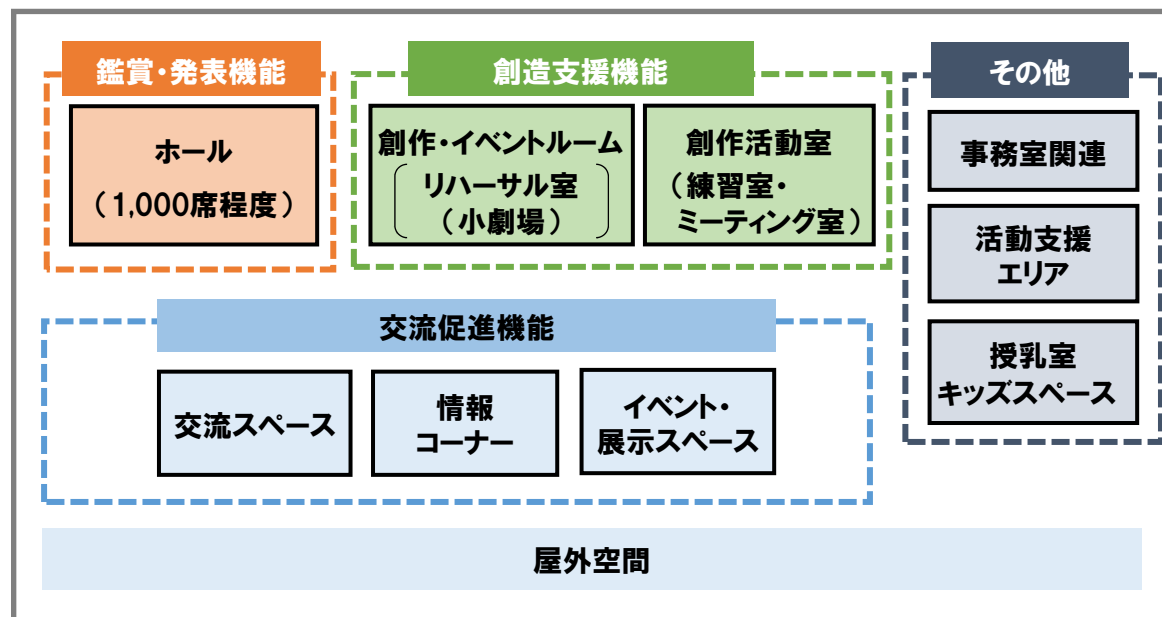 鑑賞・発表機能
ホール
（1,000席程度）
創造支援機能
創作・イベントルーム
リハーサル室
（小劇場）
創作活動室
（練習室・
ミーティング室）
その他
事務室関連
活動支援
エリア
授乳室
キッズスペース
交流促進機能
交流スペース
情報
コーナー
イベント・
展示スペース
屋外空間